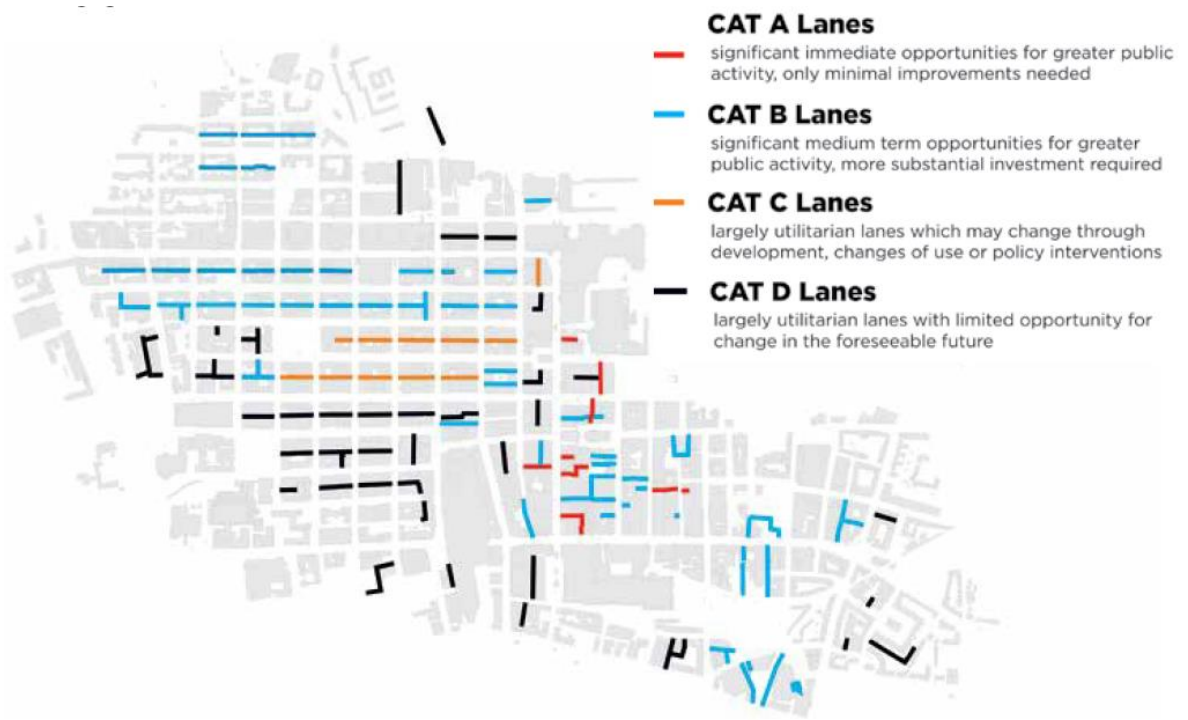 CAT A Lanes
significant immediate opportunities for greater public
activity, only minimal improvements needed
CAT B Lanes
significant medium term opportunities for greater
public activity, more substantial investment required
CAT C Lanes
largely utilitarian lanes which may change through
development, changes of use or policy interventions
CAT D Lanes
largely utilitarian lanes with limited opportunity for
change in the foreseeable future